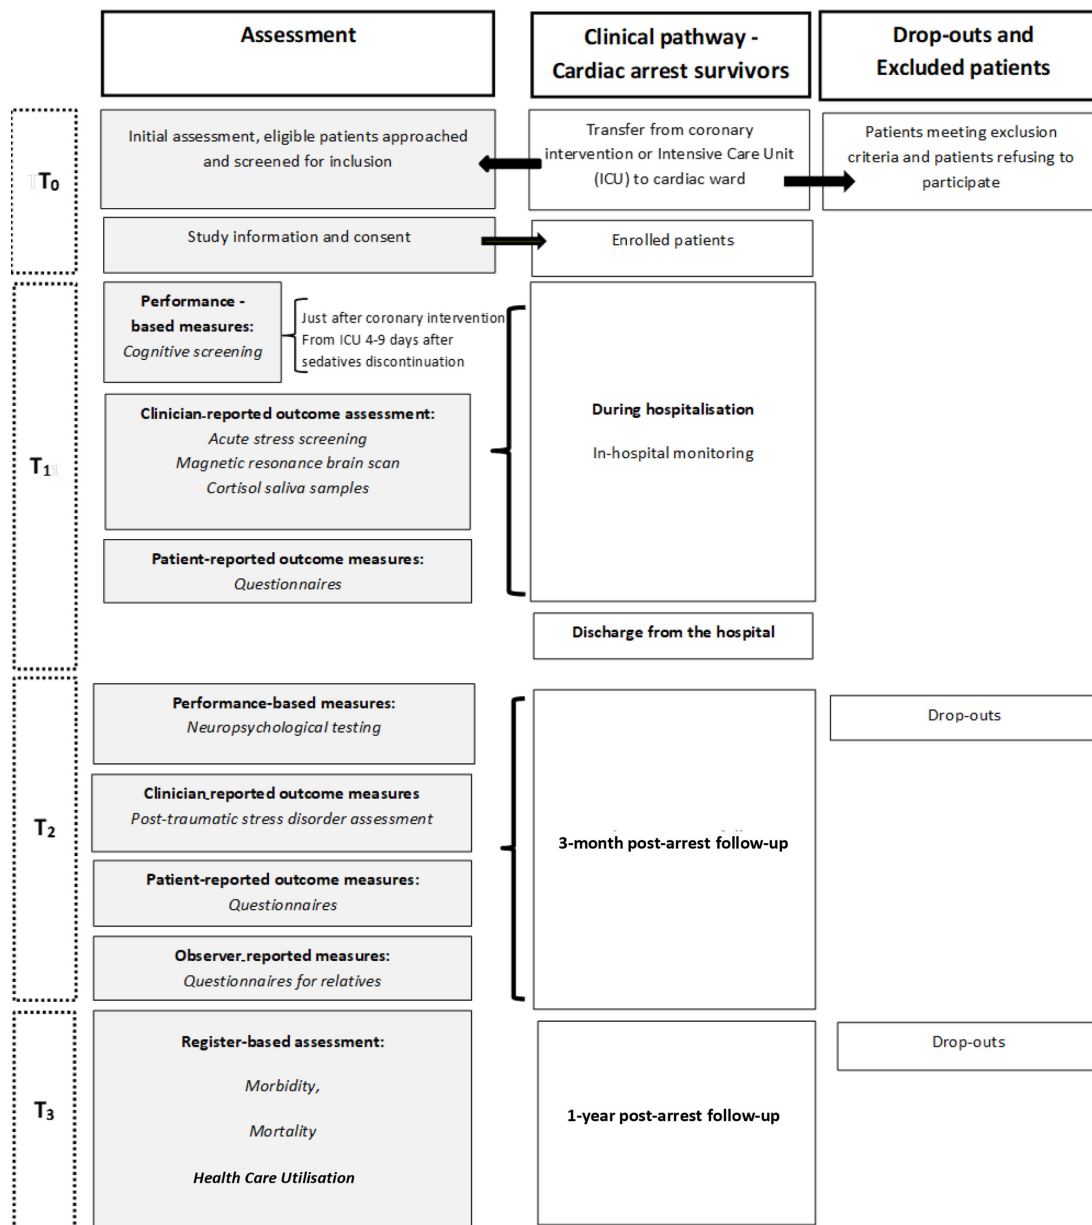 Assessment
Clinical pathway -
Cardiac arrest survivors
Drop-outs and
Excluded patients
T₀
Initial assessment, eligible patients approached
and screened for inclusion
Transfer from coronary
intervention or Intensive Care Unit
(ICU) to cardiac ward
Patients meeting exclusion
criteria and patients refusing to
participate
Study information and consent
Enrolled patients
T₁
Performance -
based measures:
Cognitive screening
Just after coronary intervention
From ICU 4-9 days after
sedatives discontinuation
Clinician-reported outcome assessment:
Acute stress screening
Magnetic resonance brain scan
Cortisol saliva samples
Patient-reported outcome measures:
Questionnaires
During hospitalisation
In-hospital monitoring
Discharge from the hospital
T₂
Performance-based measures:
Neuropsychological testing
Clinician-reported outcome measures
Post-traumatic stress disorder assessment
Patient-reported outcome measures:
Questionnaires
Observer-reported measures:
Questionnaires for relatives
3-month post-arrest follow-up
Drop-outs
T₃
Register-based assessment:
Morbidity,
Mortality
Health Care Utilisation
1-year post-arrest follow-up
Drop-outs